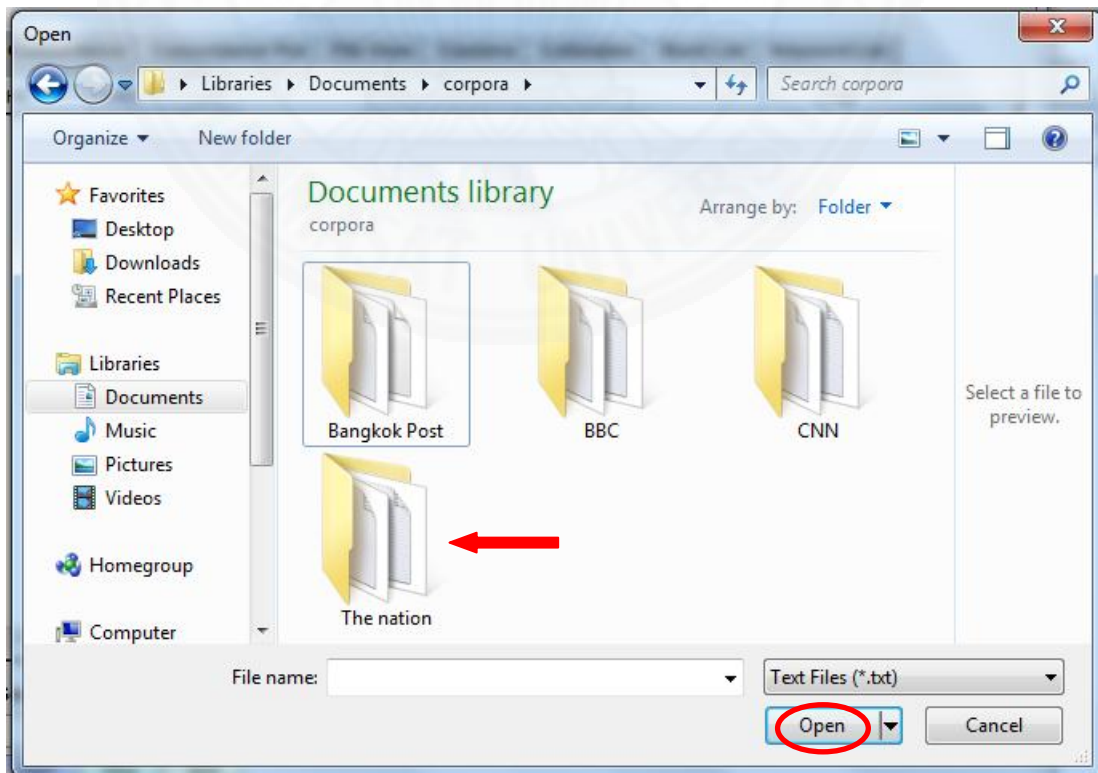 Open
Libraries Documents corpora
Search corpora
Organize New folder
Favorites
Desktop
Downloads
Recent Places
Libraries
Documents
Music
Pictures
Videos
Homegroup
Computer
Documents library
corpora
Arrange by: Folder
Bangkok Post
BBC
CNN
The nation
Select a file to
preview.
File name:
Text Files (*.txt)
Open
Cancel